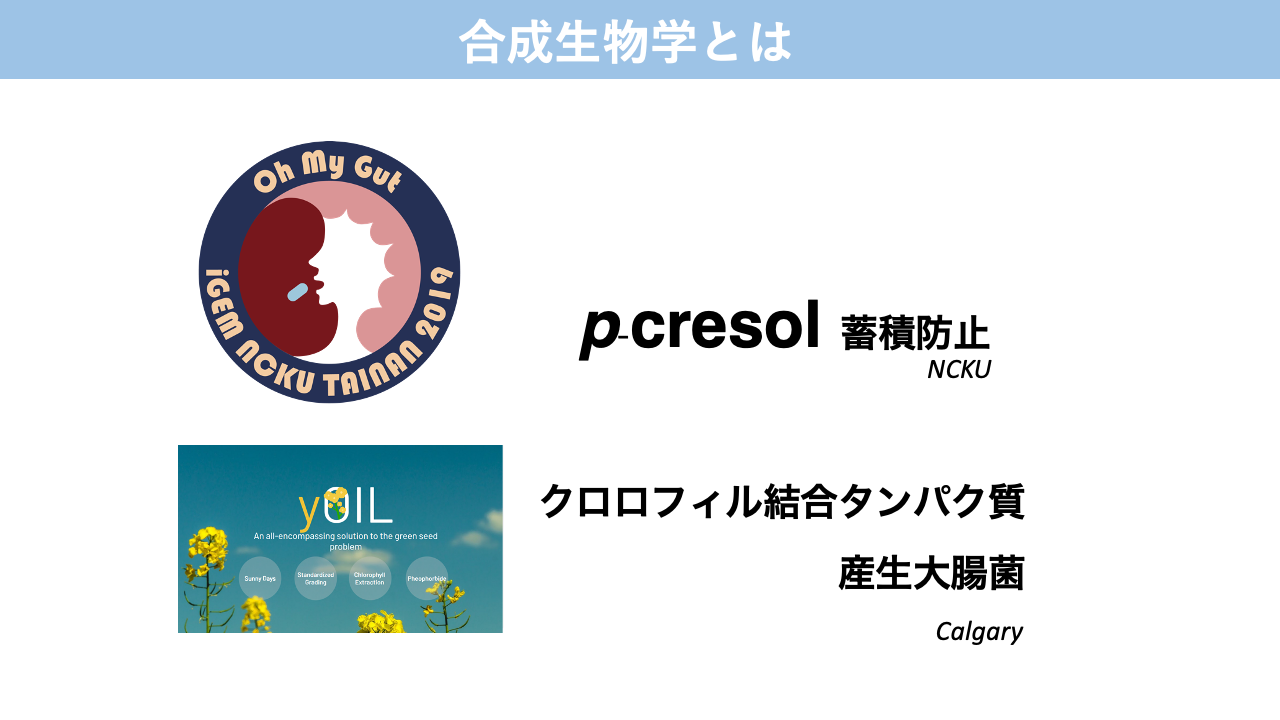 合成生物学とは
Oh My Gut
iGEM NCKU TAINAN 2019
p-cresol 蓄積防止
NCKU
yOIL
An all-encompassing solution to the green seed
problem
Sunny Days
Standardized
Grading
Chlorophyll
Extraction
Pheophorbide
クロロフィル結合タンパク質
産生大腸菌
Calgary